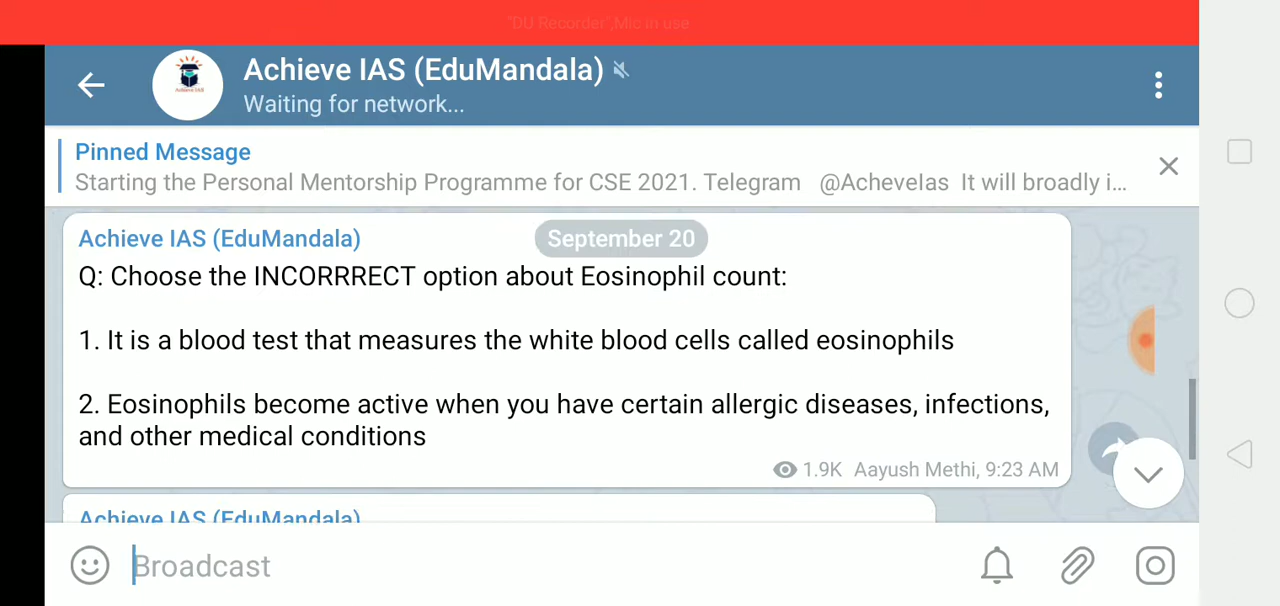 "DU Recorder",Mic in use
Achieve IAS (EduMandala)
Waiting for network...
Pinned Message
Starting the Personal Mentorship Programme for CSE 2021. Telegram @AcheveIas It will broadly i...
Achieve IAS (EduMandala)
September 20
Q: Choose the INCORRRECT option about Eosinophil count:
1. It is a blood test that measures the white blood cells called eosinophils
2. Eosinophils become active when you have certain allergic diseases, infections,
and other medical conditions
1.9K Aayush Methi, 9:23 AM
Achieve IAS (EduMandala)
Broadcast